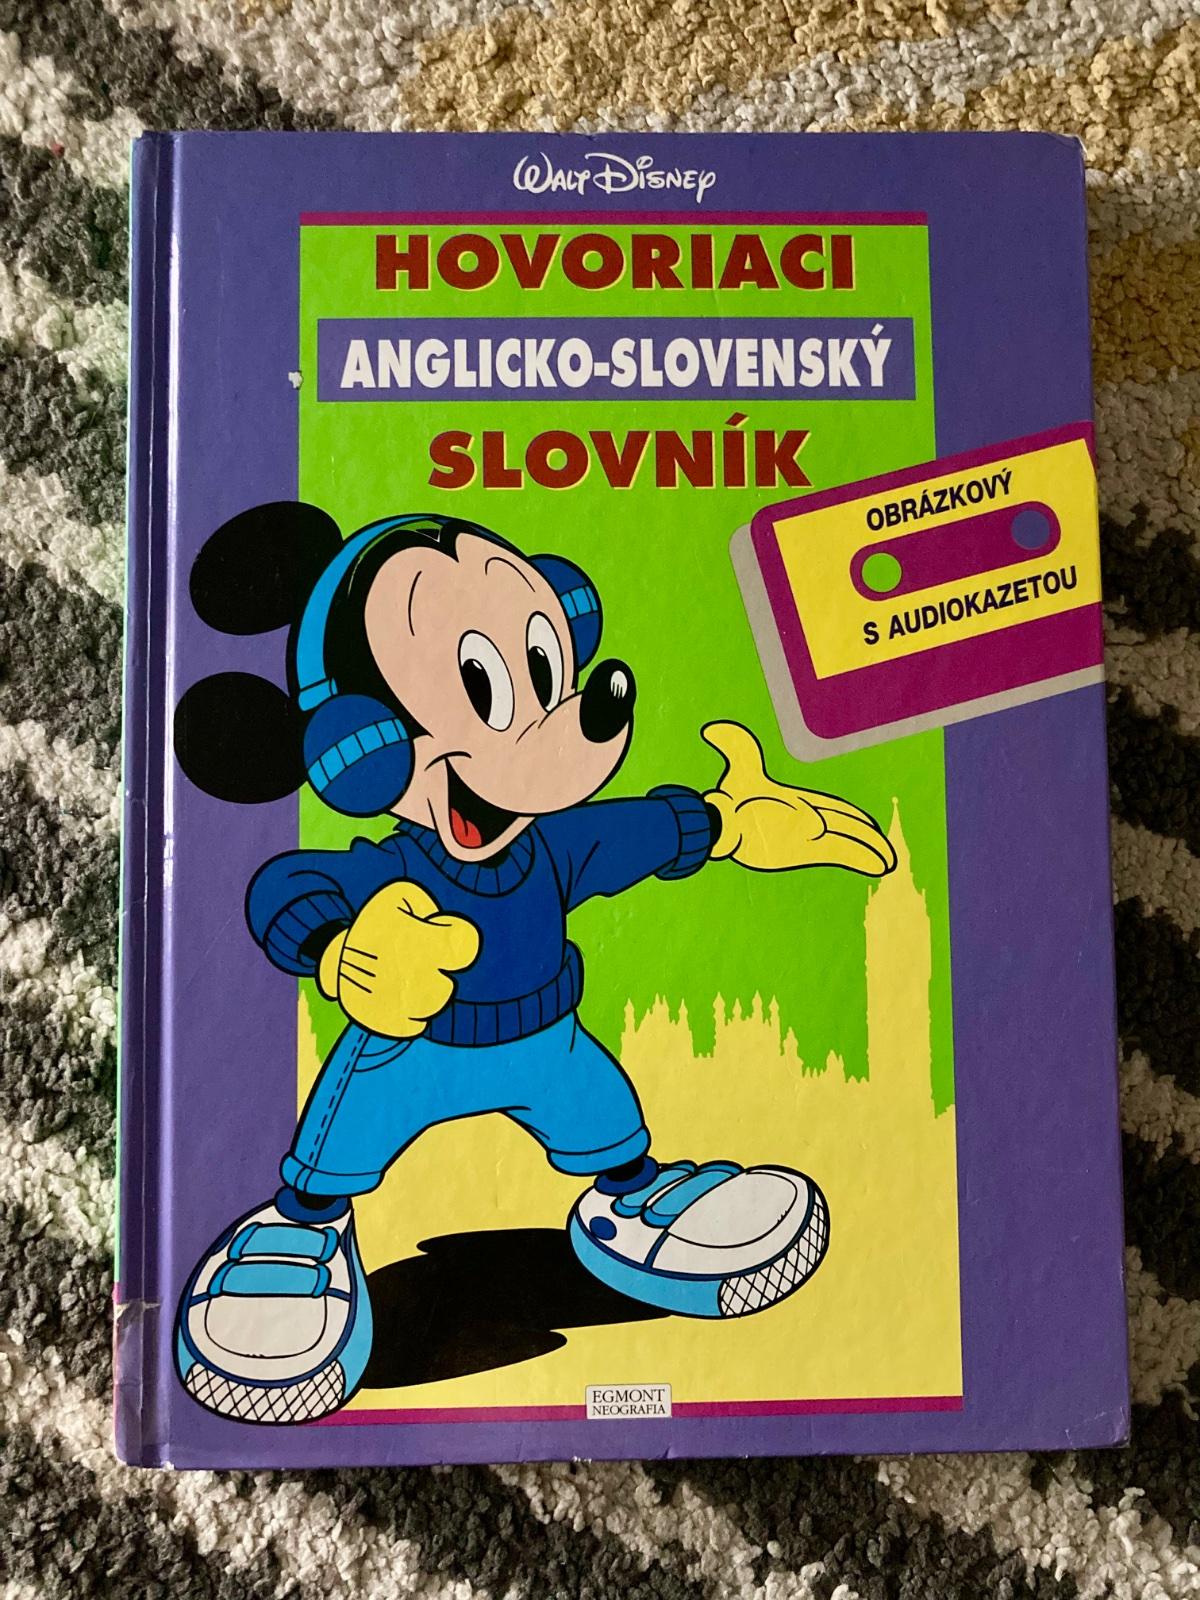 Walt Disney
HOVORIACI
ANGLICKO-SLOVENSKÝ
SLOVNÍK
OBRÁZKOVÝ
S AUDIOKAZETOU
EGMONT
NEOGRAFIA